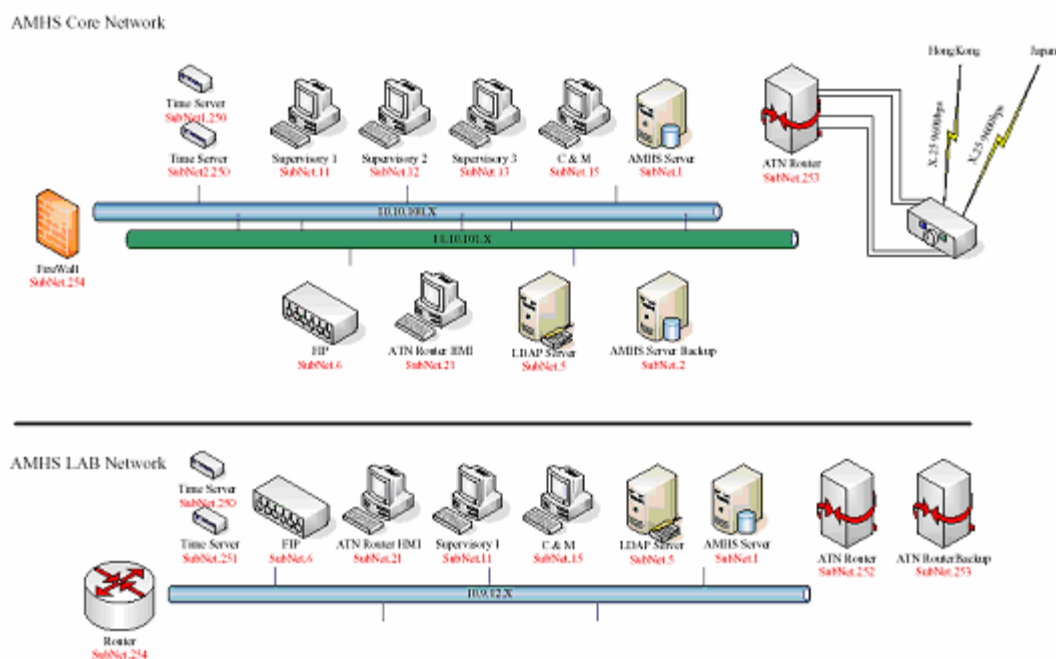 AMHS Core Network
HongKong
Japan
X.25 9600bps
X.25 9600bps
Time Server
SubNet1.250
Time Server
SubNet2.250
Supervisory 1
SubNet.11
Supervisory 2
SubNet.12
Supervisory 3
SubNet.13
C & M
SubNet.15
AMHS Server
SubNet.1
ATN Router
SubNet.253
10.10.100.X
FireWall
SubNet.254
FIP
SubNet.6
ATN Router HMI
SubNet.21
LDAP Server
SubNet.5
AMHS Server Backup
SubNet.2
AMHS LAB Network
Time Server
SubNet.250
Time Server
SubNet.251
FIP
SubNet.6
ATN Router HMI
SubNet.21
Supervisory 1
SubNet.11
C & M
SubNet.15
LDAP Server
SubNet.5
AMHS Server
SubNet.1
ATN Router
SubNet.252
ATN RouterBackup
SubNet.253
10.9.12.X
Router
SubNet.254